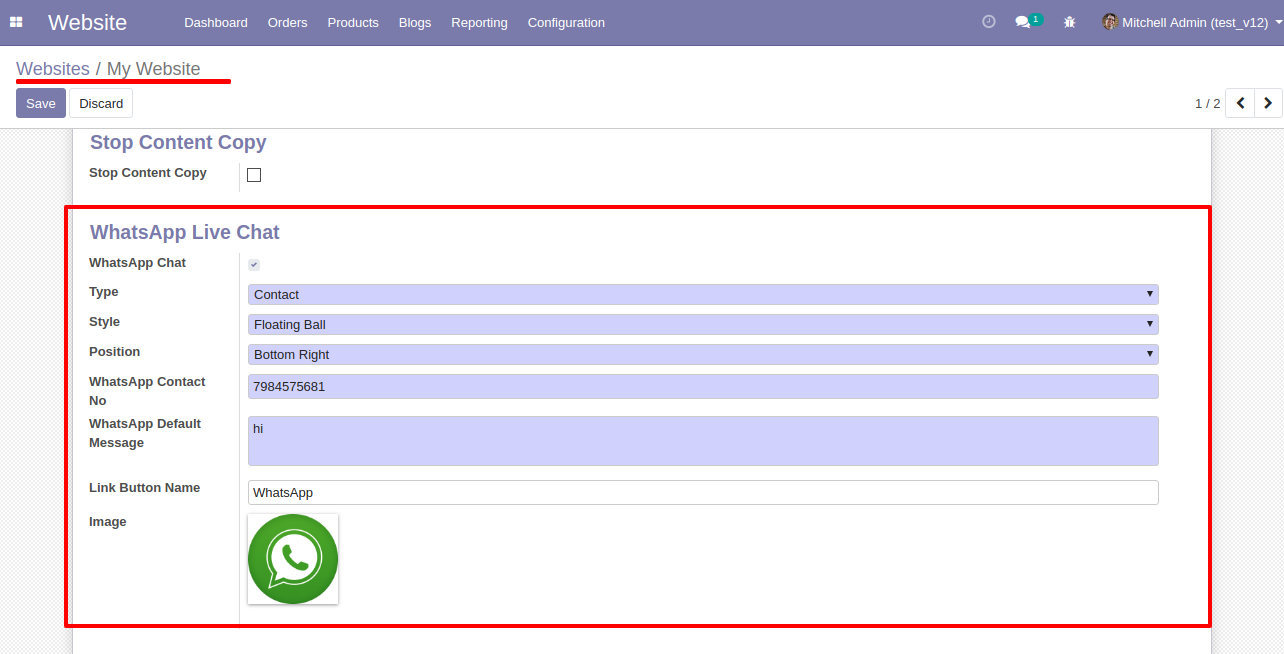 Website Dashboard Orders Products Blogs Reporting Configuration 1 Mitchell Admin (test_v12)
Websites / My Website
Save Discard 1 / 2
Stop Content Copy
Stop Content Copy
WhatsApp Live Chat
WhatsApp Chat
Type Contact
Style Floating Ball
Position Bottom Right
WhatsApp Contact
No 7984575681
WhatsApp Default
Message hi
Link Button Name WhatsApp
Image